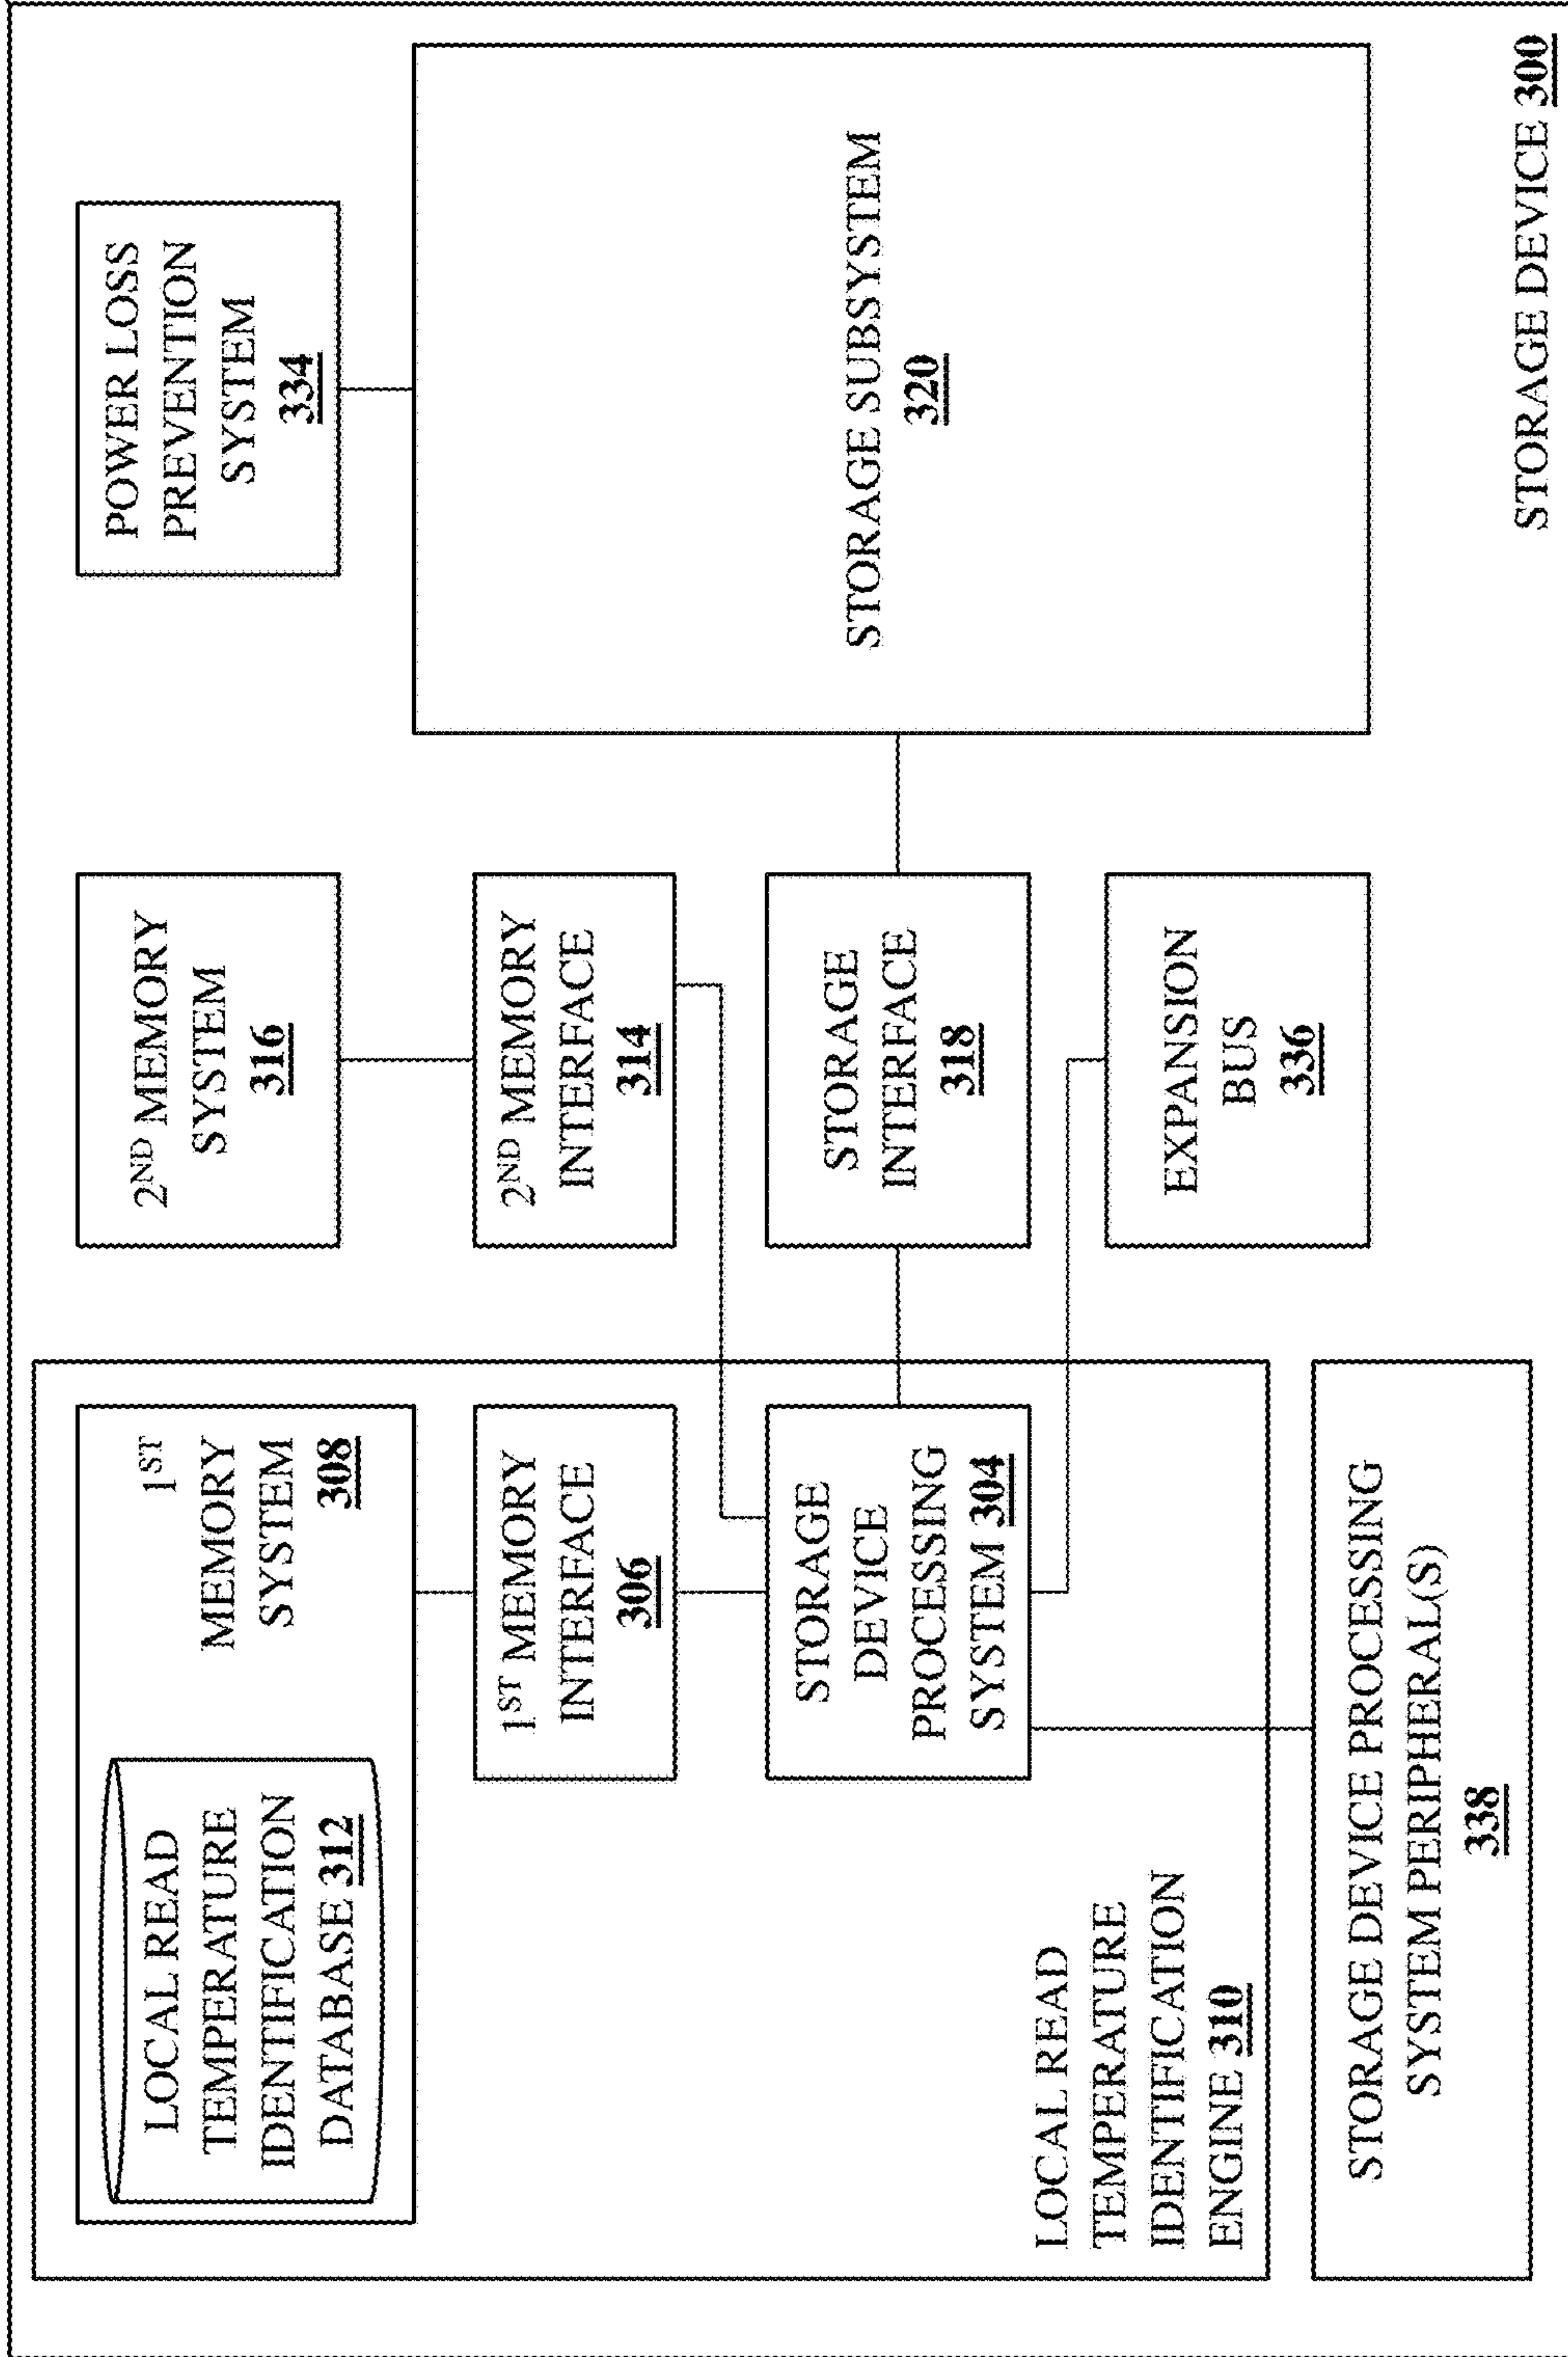 LOCAL READ
TEMPERATURE
IDENTIFICATION
DATABASE 312
1ST
MEMORY
SYSTEM
308
1ST MEMORY
INTERFACE
306
STORAGE
DEVICE
PROCESSING
SYSTEM 304
LOCAL READ
TEMPERATURE
IDENTIFICATION
ENGINE 310
STORAGE DEVICE PROCESSING
SYSTEM PERIPHERAL(S)
338
2ND MEMORY
SYSTEM
316
2ND MEMORY
INTERFACE
314
STORAGE
INTERFACE
318
EXPANSION
BUS
336
POWER LOSS
PREVENTION
SYSTEM
334
STORAGE SUBSYSTEM
320
STORAGE DEVICE 300